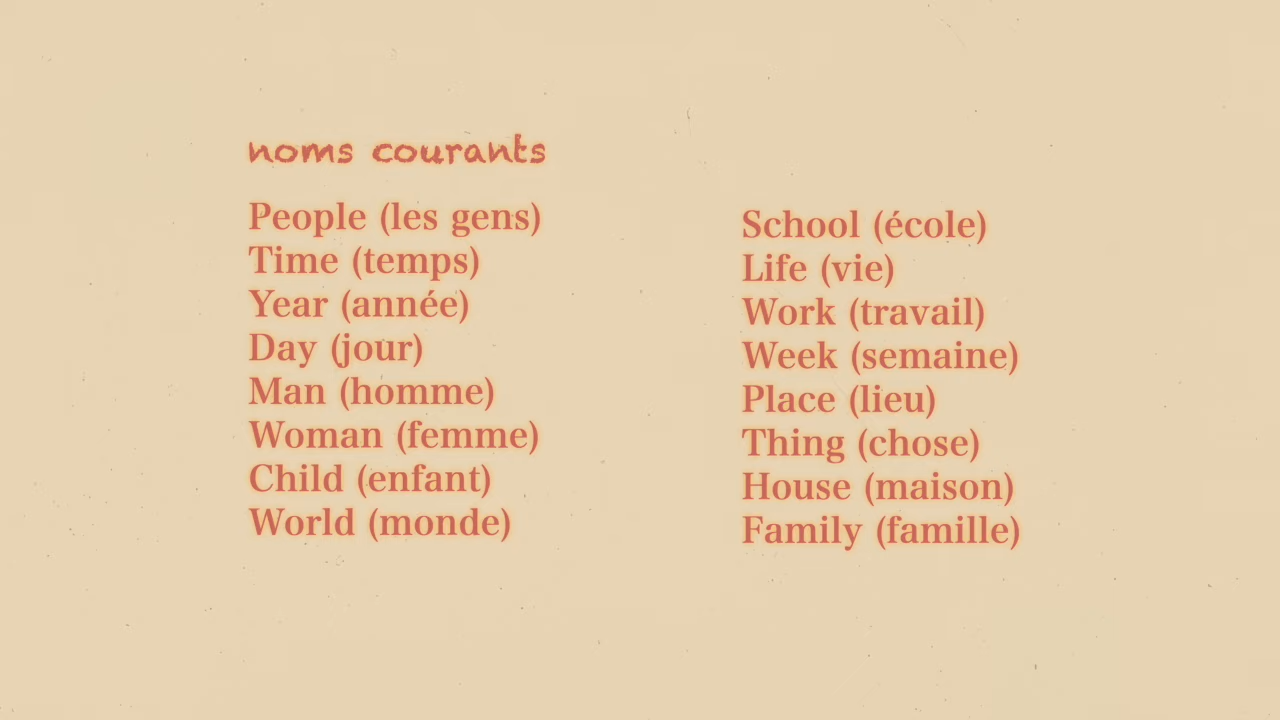 noms courants
People (les gens)
Time (temps)
Year (année)
Day (jour)
Man (homme)
Woman (femme)
Child (enfant)
World (monde)
School (école)
Life (vie)
Work (travail)
Week (semaine)
Place (lieu)
Thing (chose)
House (maison)
Family (famille)